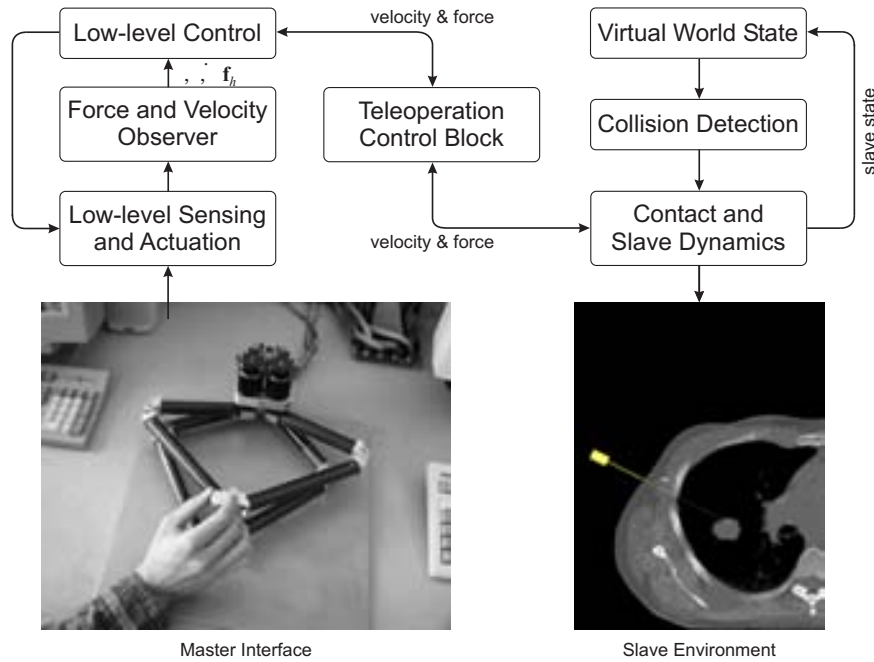 velocity & force
Low-level Control
Virtual World State
, ; f_h
Force and Velocity
Observer
Teleoperation
Control Block
Collision Detection
slave state
Low-level Sensing
and Actuation
Contact and
Slave Dynamics
velocity & force
Master Interface
Slave Environment